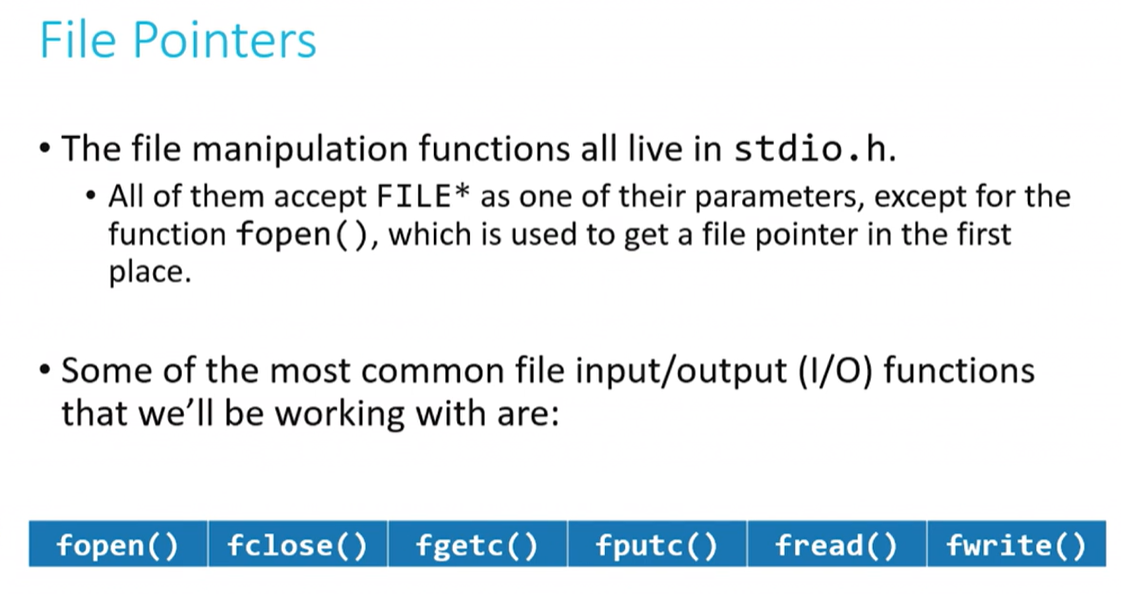 File Pointers
• The file manipulation functions all live in stdio.h.
• All of them accept FILE* as one of their parameters, except for the
function fopen(), which is used to get a file pointer in the first
place.
• Some of the most common file input/output (I/O) functions
that we’ll be working with are:
fopen() fclose() fgetc() fputc() fread() fwrite()